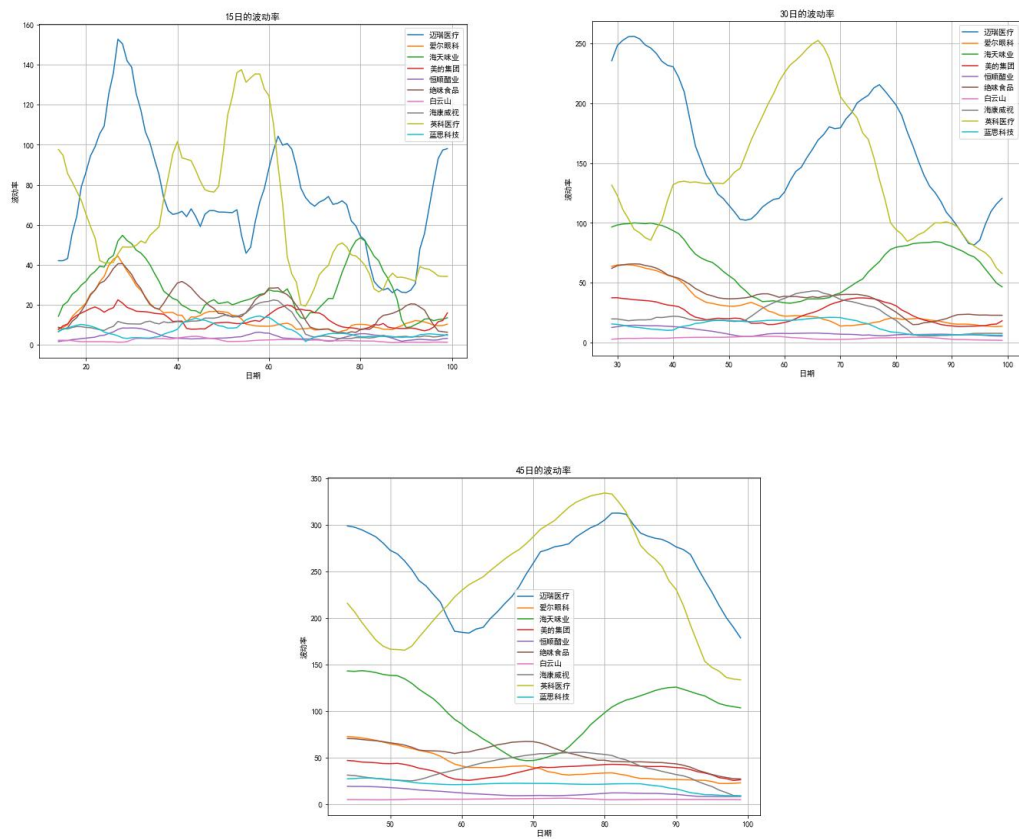 15日的波动率
160
140
120
100
80
60
40
20
0
波动率
20
40
60
80
100
日期
迈瑞医疗
爱尔眼科
海天味业
美的集团
恒顺醋业
绝味食品
白云山
海康威视
英科医疗
蓝思科技
30日的波动率
250
200
150
100
50
0
波动率
30
40
50
60
70
80
90
100
日期
迈瑞医疗
爱尔眼科
海天味业
美的集团
恒顺醋业
绝味食品
白云山
海康威视
英科医疗
蓝思科技
45日的波动率
350
300
250
200
150
100
50
0
波动率
50
60
70
80
90
100
日期
迈瑞医疗
爱尔眼科
海天味业
美的集团
恒顺醋业
绝味食品
白云山
海康威视
英科医疗
蓝思科技